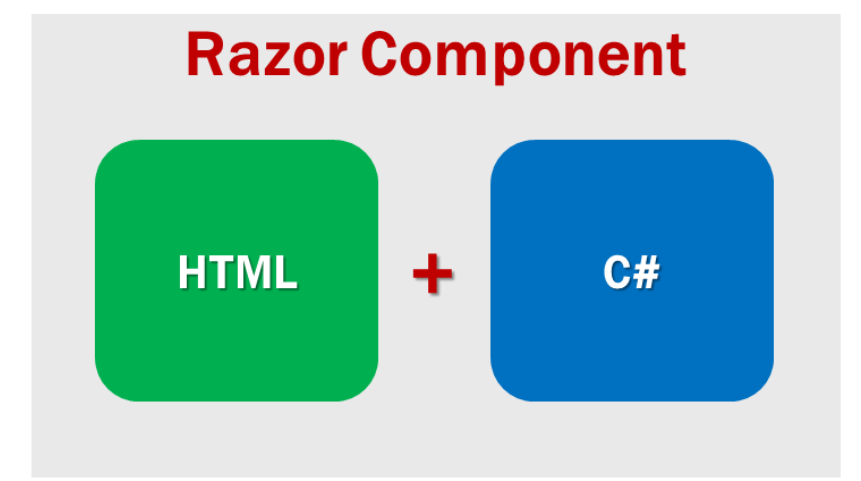 Razor Component
HTML + C#